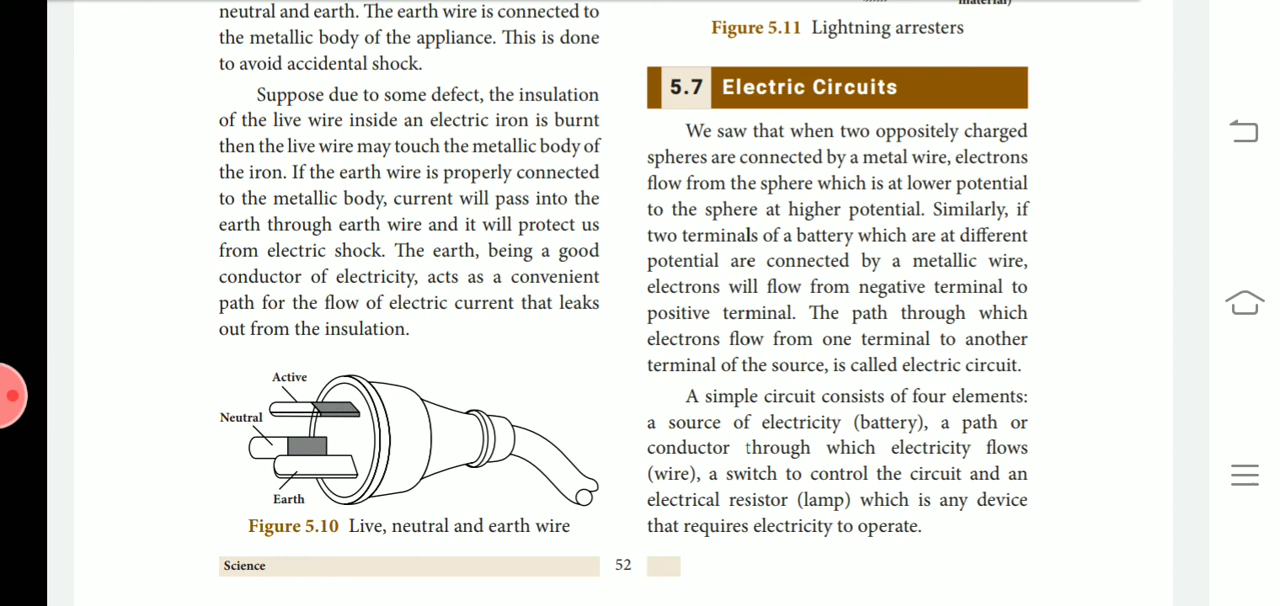 neutral and earth. The earth wire is connected to
the metallic body of the appliance. This is done
to avoid accidental shock.
Suppose due to some defect, the insulation
of the live wire inside an electric iron is burnt
then the live wire may touch the metallic body of
the iron. If the earth wire is properly connected
to the metallic body, current will pass into the
earth through earth wire and it will protect us
from electric shock. The earth, being a good
conductor of electricity, acts as a convenient
path for the flow of electric current that leaks
out from the insulation.
Active
Neutral
Earth
Figure 5.10 Live, neutral and earth wire
material)
Figure 5.11 Lightning arresters
5.7 Electric Circuits
We saw that when two oppositely charged
spheres are connected by a metal wire, electrons
flow from the sphere which is at lower potential
to the sphere at higher potential. Similarly, if
two terminals of a battery which are at different
potential are connected by a metallic wire,
electrons will flow from negative terminal to
positive terminal. The path through which
electrons flow from one terminal to another
terminal of the source, is called electric circuit.
A simple circuit consists of four elements:
a source of electricity (battery), a path or
conductor through which electricity flows
(wire), a switch to control the circuit and an
electrical resistor (lamp) which is any device
that requires electricity to operate.
Science
52